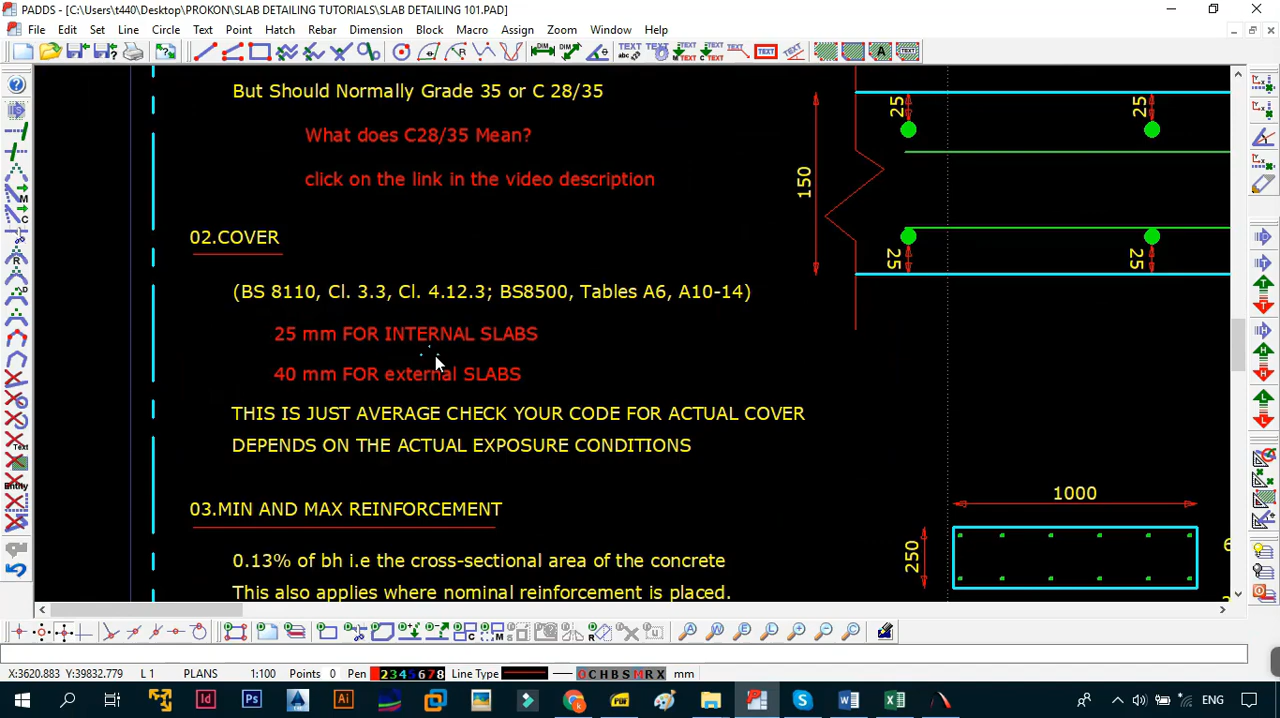 PADDS - [C:\Users\t440\Desktop\PROKON\SLAB DETAILING TUTORIALS\SLAB DETAILING 101.PAD]
File Edit Set Line Circle Text Point Hatch Rebar Dimension Block Macro Assign Zoom Window Help
But Should Normally Grade 35 or C 28/35
What does C28/35 Mean?
click on the link in the video description
02.COVER
(BS 8110, Cl. 3.3, Cl. 4.12.3; BS8500, Tables A6, A10-14)
25 mm FOR INTERNAL SLABS
40 mm FOR external SLABS
THIS IS JUST AVERAGE CHECK YOUR CODE FOR ACTUAL COVER
DEPENDS ON THE ACTUAL EXPOSURE CONDITIONS
03.MIN AND MAX REINFORCEMENT
0.13% of bh i.e the cross-sectional area of the concrete
This also applies where nominal reinforcement is placed.
25
25
150
25
25
1000
250
X:3620.883 Y:39832.779 L 1 PLANS 1:100 Points 0 Pen 12345678 Line Type OCHBSMRX mm
ENG